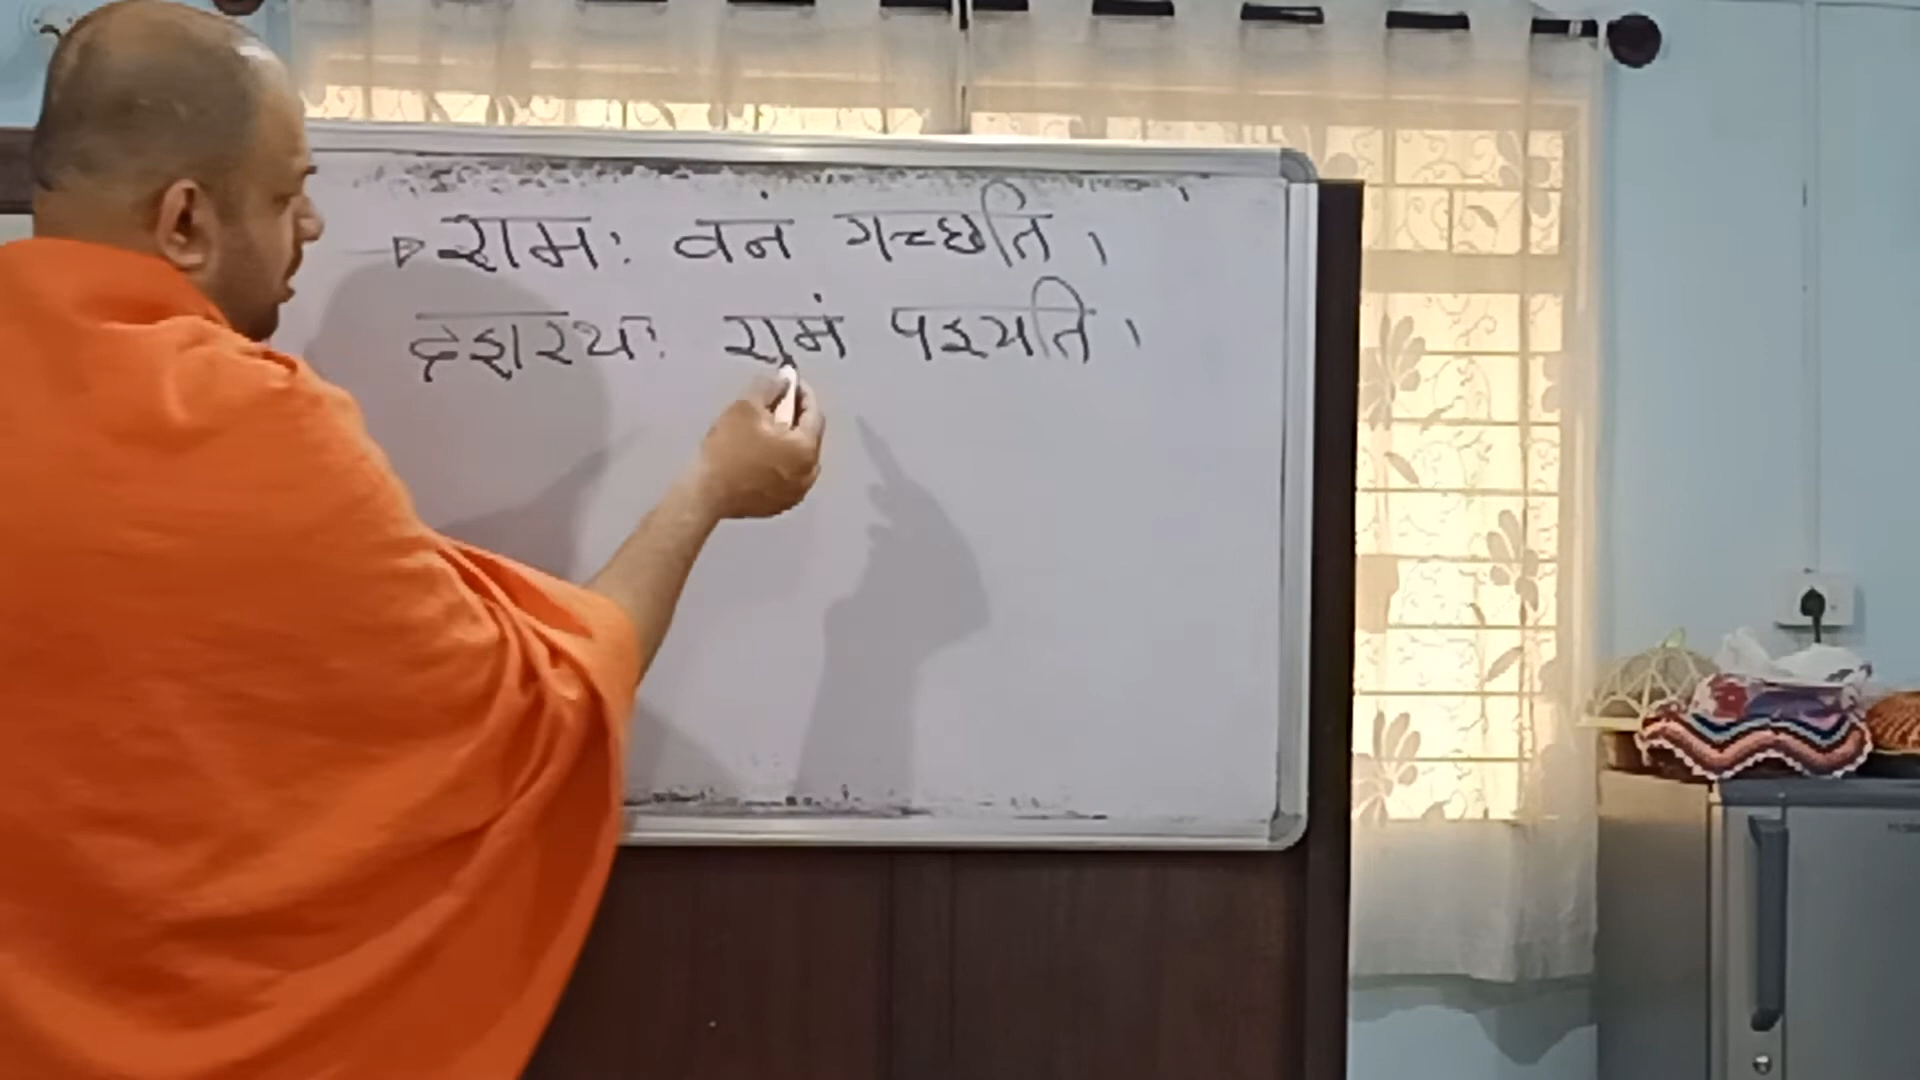 रामः वनं गच्छति ।
दशरथः रामं पश्यति ।